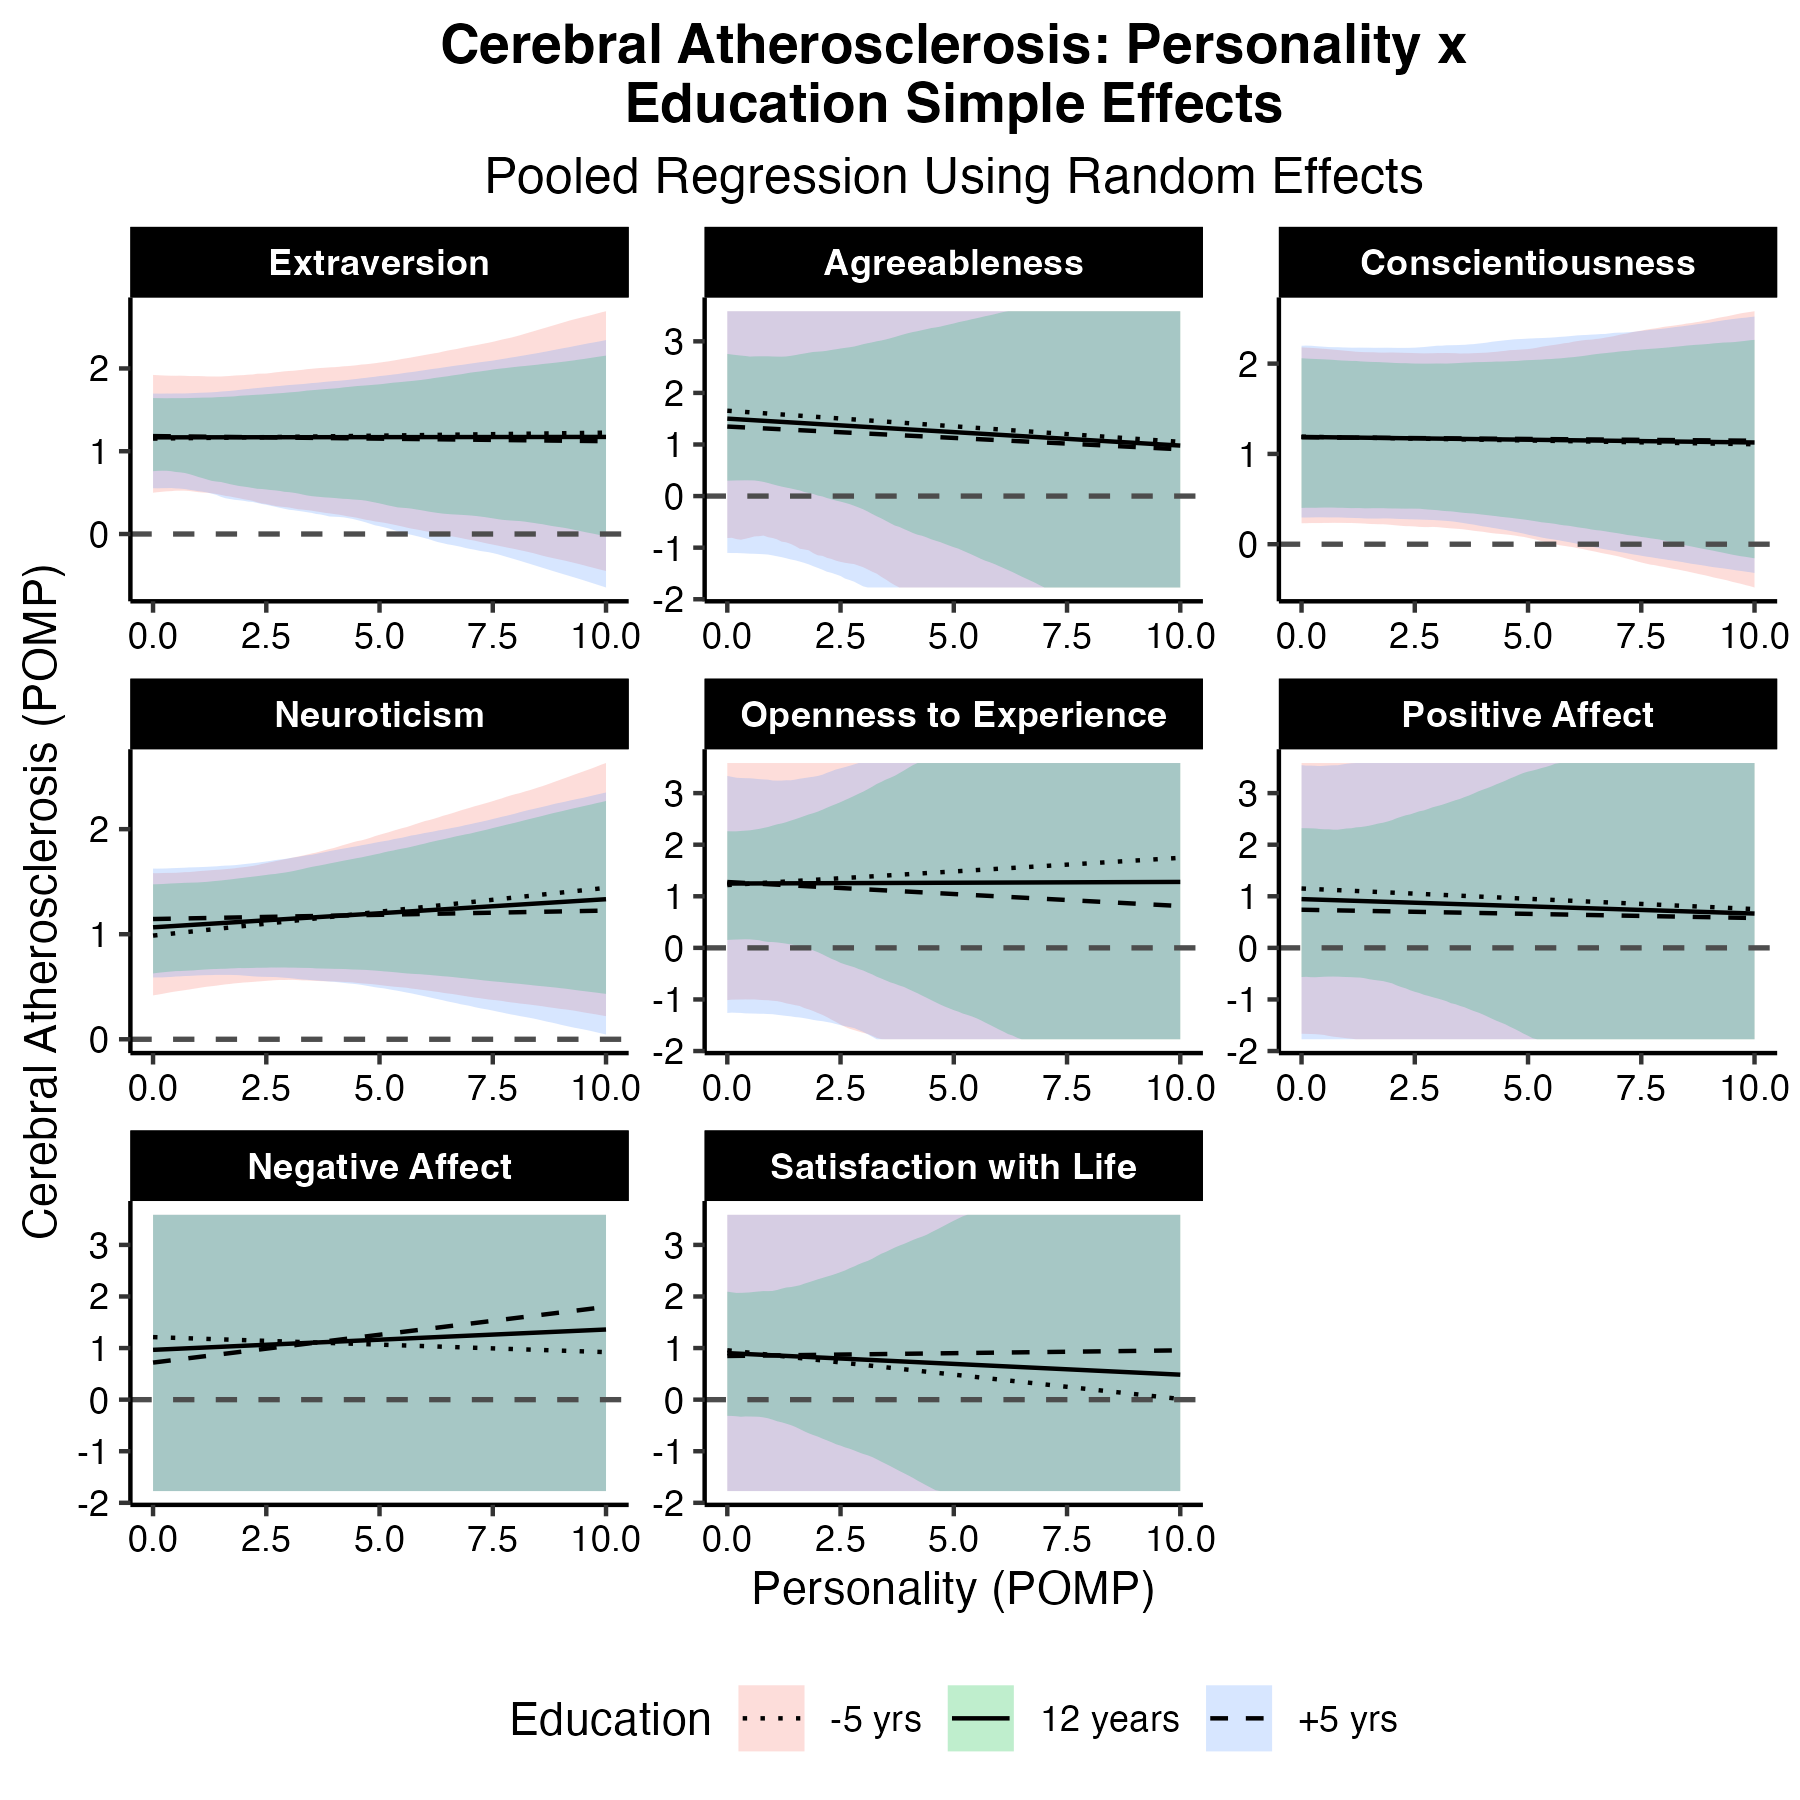 Cerebral Atherosclerosis: Personality x
Education Simple Effects
Pooled Regression Using Random Effects
Cerebral Atherosclerosis (POMP)
Extraversion
2
1
0
0.0 2.5 5.0 7.5 10.0
Agreeableness
3
2
1
0
-1
-2
0.0 2.5 5.0 7.5 10.0
Conscientiousness
2
1
0
0.0 2.5 5.0 7.5 10.0
Neuroticism
2
1
0
0.0 2.5 5.0 7.5 10.0
Openness to Experience
3
2
1
0
-1
-2
0.0 2.5 5.0 7.5 10.0
Positive Affect
3
2
1
0
-1
-2
0.0 2.5 5.0 7.5 10.0
Negative Affect
3
2
1
0
-1
-2
0.0 2.5 5.0 7.5 10.0
Satisfaction with Life
3
2
1
0
-1
-2
0.0 2.5 5.0 7.5 10.0
Personality (POMP)
Education -5 yrs 12 years +5 yrs